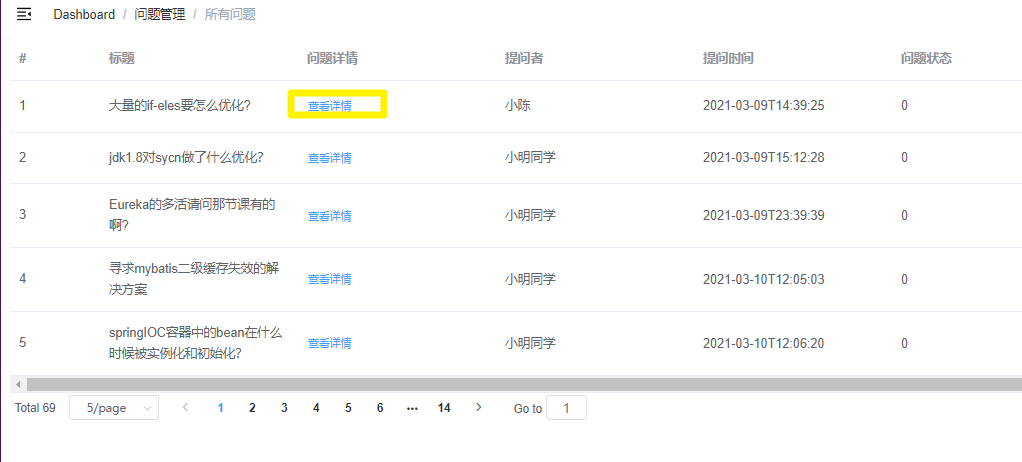 Dashboard / 问题管理 / 所有问题
# 标题 问题详情 提问者 提问时间 问题状态
1 大量的if-eles要怎么优化? 查看详情 小陈 2021-03-09T14:39:25 0
2 jdk1.8对sycn做了什么优化? 查看详情 小明同学 2021-03-09T15:12:28 0
3 Eureka的多活请问那节课有的 查看详情 小明同学 2021-03-09T23:39:39 0
啊?
4 寻求mybatis二级缓存失效的解 查看详情 小明同学 2021-03-10T12:05:03 0
决方案
5 springIOC容器中的bean在什么 查看详情 小明同学 2021-03-10T12:06:20 0
时候被实例化和初始化?
Total 69 5/page 1 2 3 4 5 6 ••• 14 Go to 1